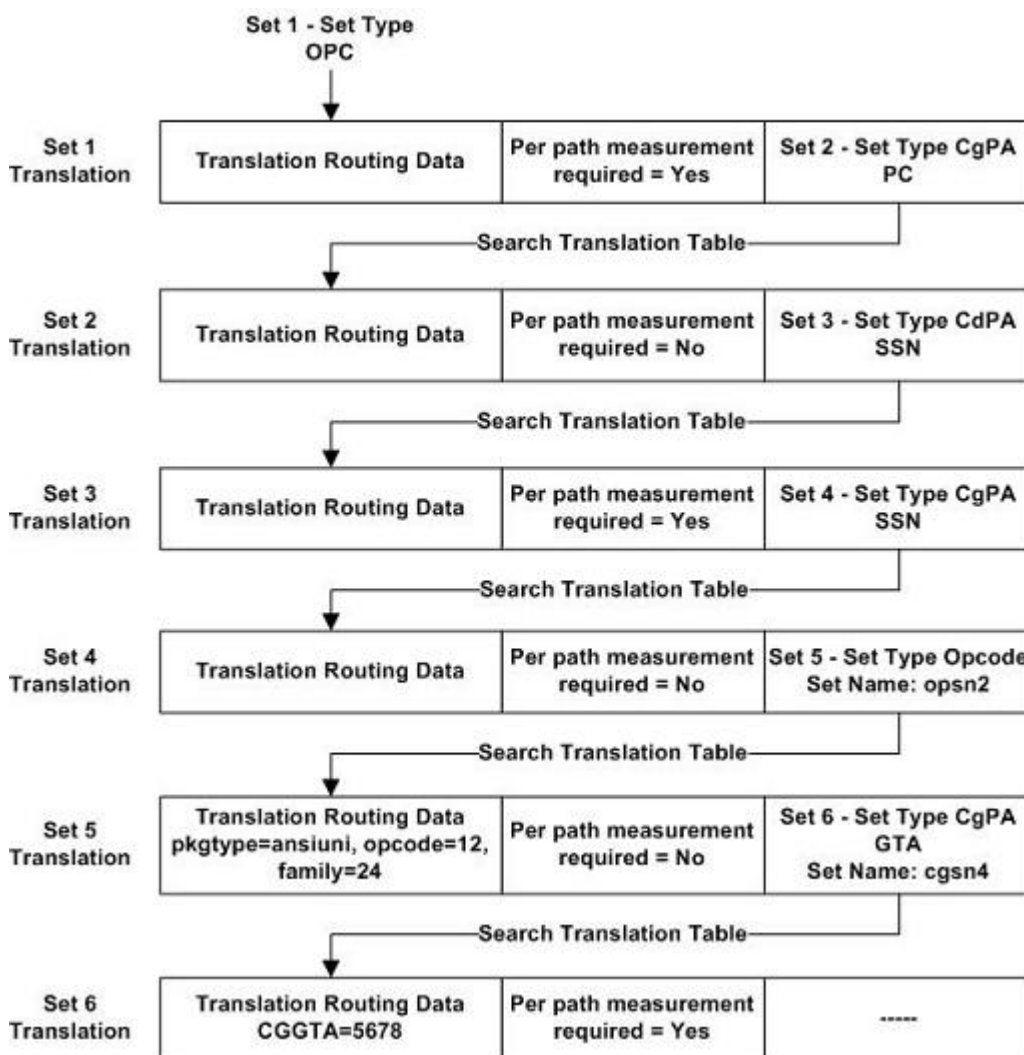 Set 1 - Set Type
OPC
Set 1
Translation
Translation Routing Data
Per path measurement
required = Yes
Set 2 - Set Type CgPA
PC
Search Translation Table
Set 2
Translation
Translation Routing Data
Per path measurement
required = No
Set 3 - Set Type CdPA
SSN
Search Translation Table
Set 3
Translation
Translation Routing Data
Per path measurement
required = Yes
Set 4 - Set Type CgPA
SSN
Search Translation Table
Set 4
Translation
Translation Routing Data
Per path measurement
required = No
Set 5 - Set Type Opcode
Set Name: opsn2
Search Translation Table
Set 5
Translation
Translation Routing Data
pkgtype=ansiuni, opcode=12,
family=24
Per path measurement
required = No
Set 6 - Set Type CgPA
GTA
Set Name: cgsn4
Search Translation Table
Set 6
Translation
Translation Routing Data
CGGTA=5678
Per path measurement
required = Yes
-----